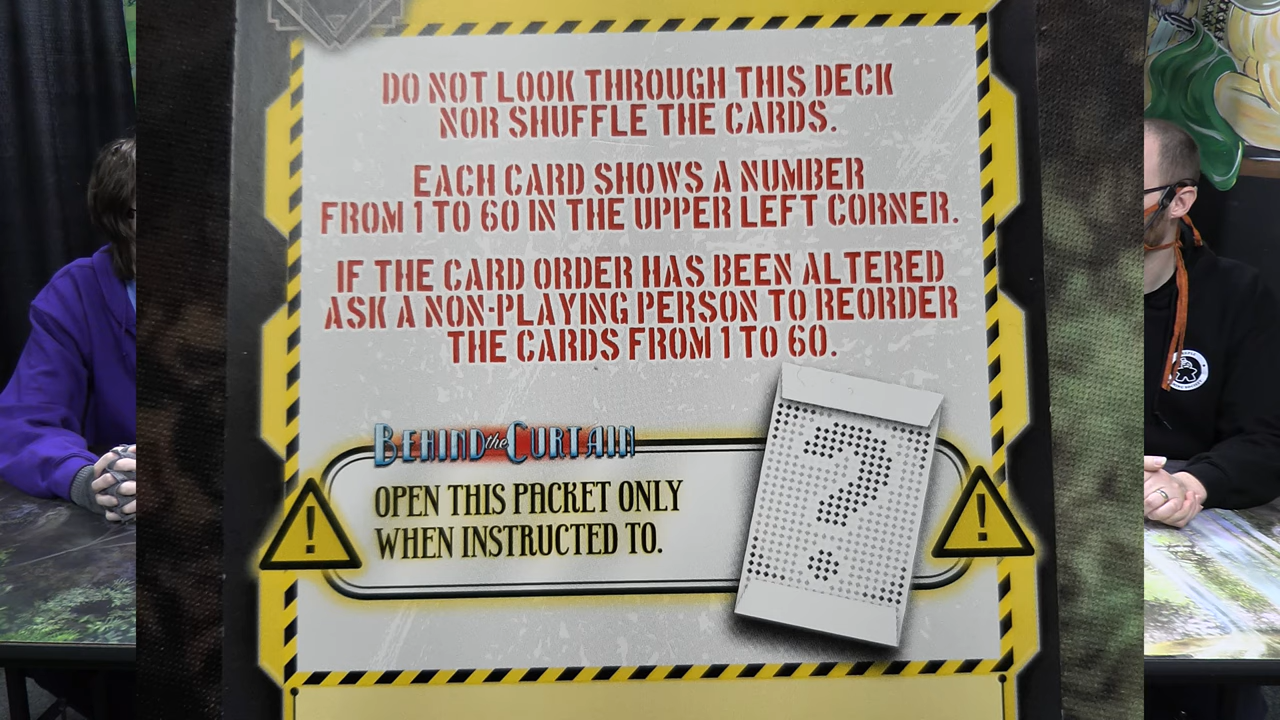 DO NOT LOOK THROUGH THIS DECK
NOR SHUFFLE THE CARDS.
EACH CARD SHOWS A NUMBER
FROM 1 TO 60 IN THE UPPER LEFT CORNER.
IF THE CARD ORDER HAS BEEN ALTERED
ASK A NON-PLAYING PERSON TO REORDER
THE CARDS FROM 1 TO 60.
BEHIND the CURTAIN
OPEN THIS PACKET ONLY
WHEN INSTRUCTED TO.
?